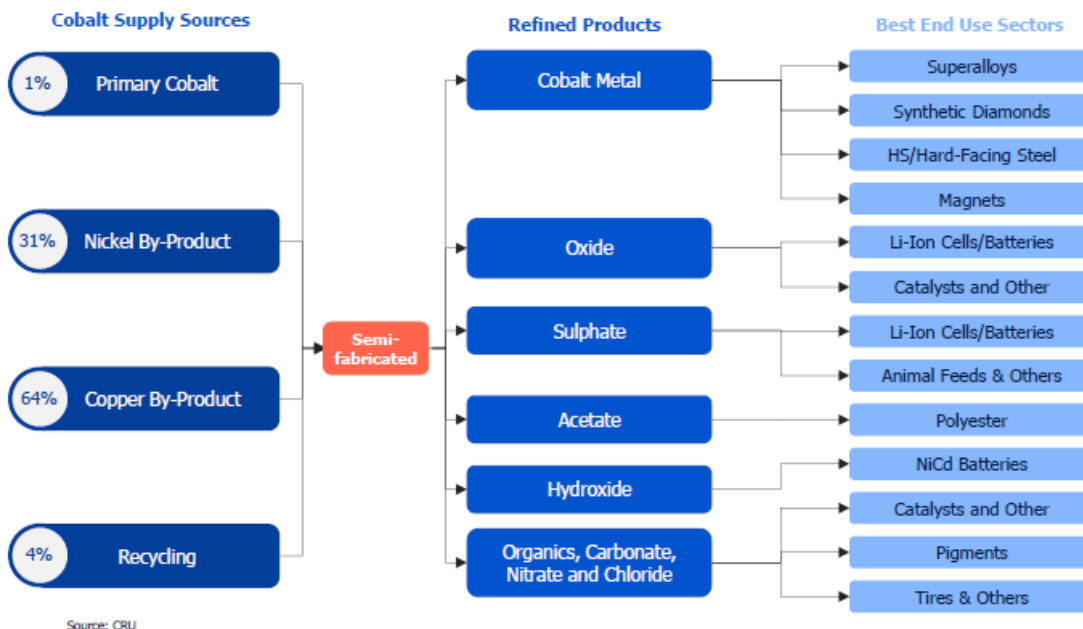 Cobalt Supply Sources
Refined Products
Best End Use Sectors
1%
Primary Cobalt
31%
Nickel By-Product
64%
Copper By-Product
4%
Recycling
Semi-
fabricated
Cobalt Metal
Oxide
Sulphate
Acetate
Hydroxide
Organics, Carbonate,
Nitrate and Chloride
Superalloys
Synthetic Diamonds
HS/Hard-Facing Steel
Magnets
Li-Ion Cells/Batteries
Catalysts and Other
Li-Ion Cells/Batteries
Animal Feeds & Others
Polyester
NiCd Batteries
Catalysts and Other
Pigments
Tires & Others
Source: CRU